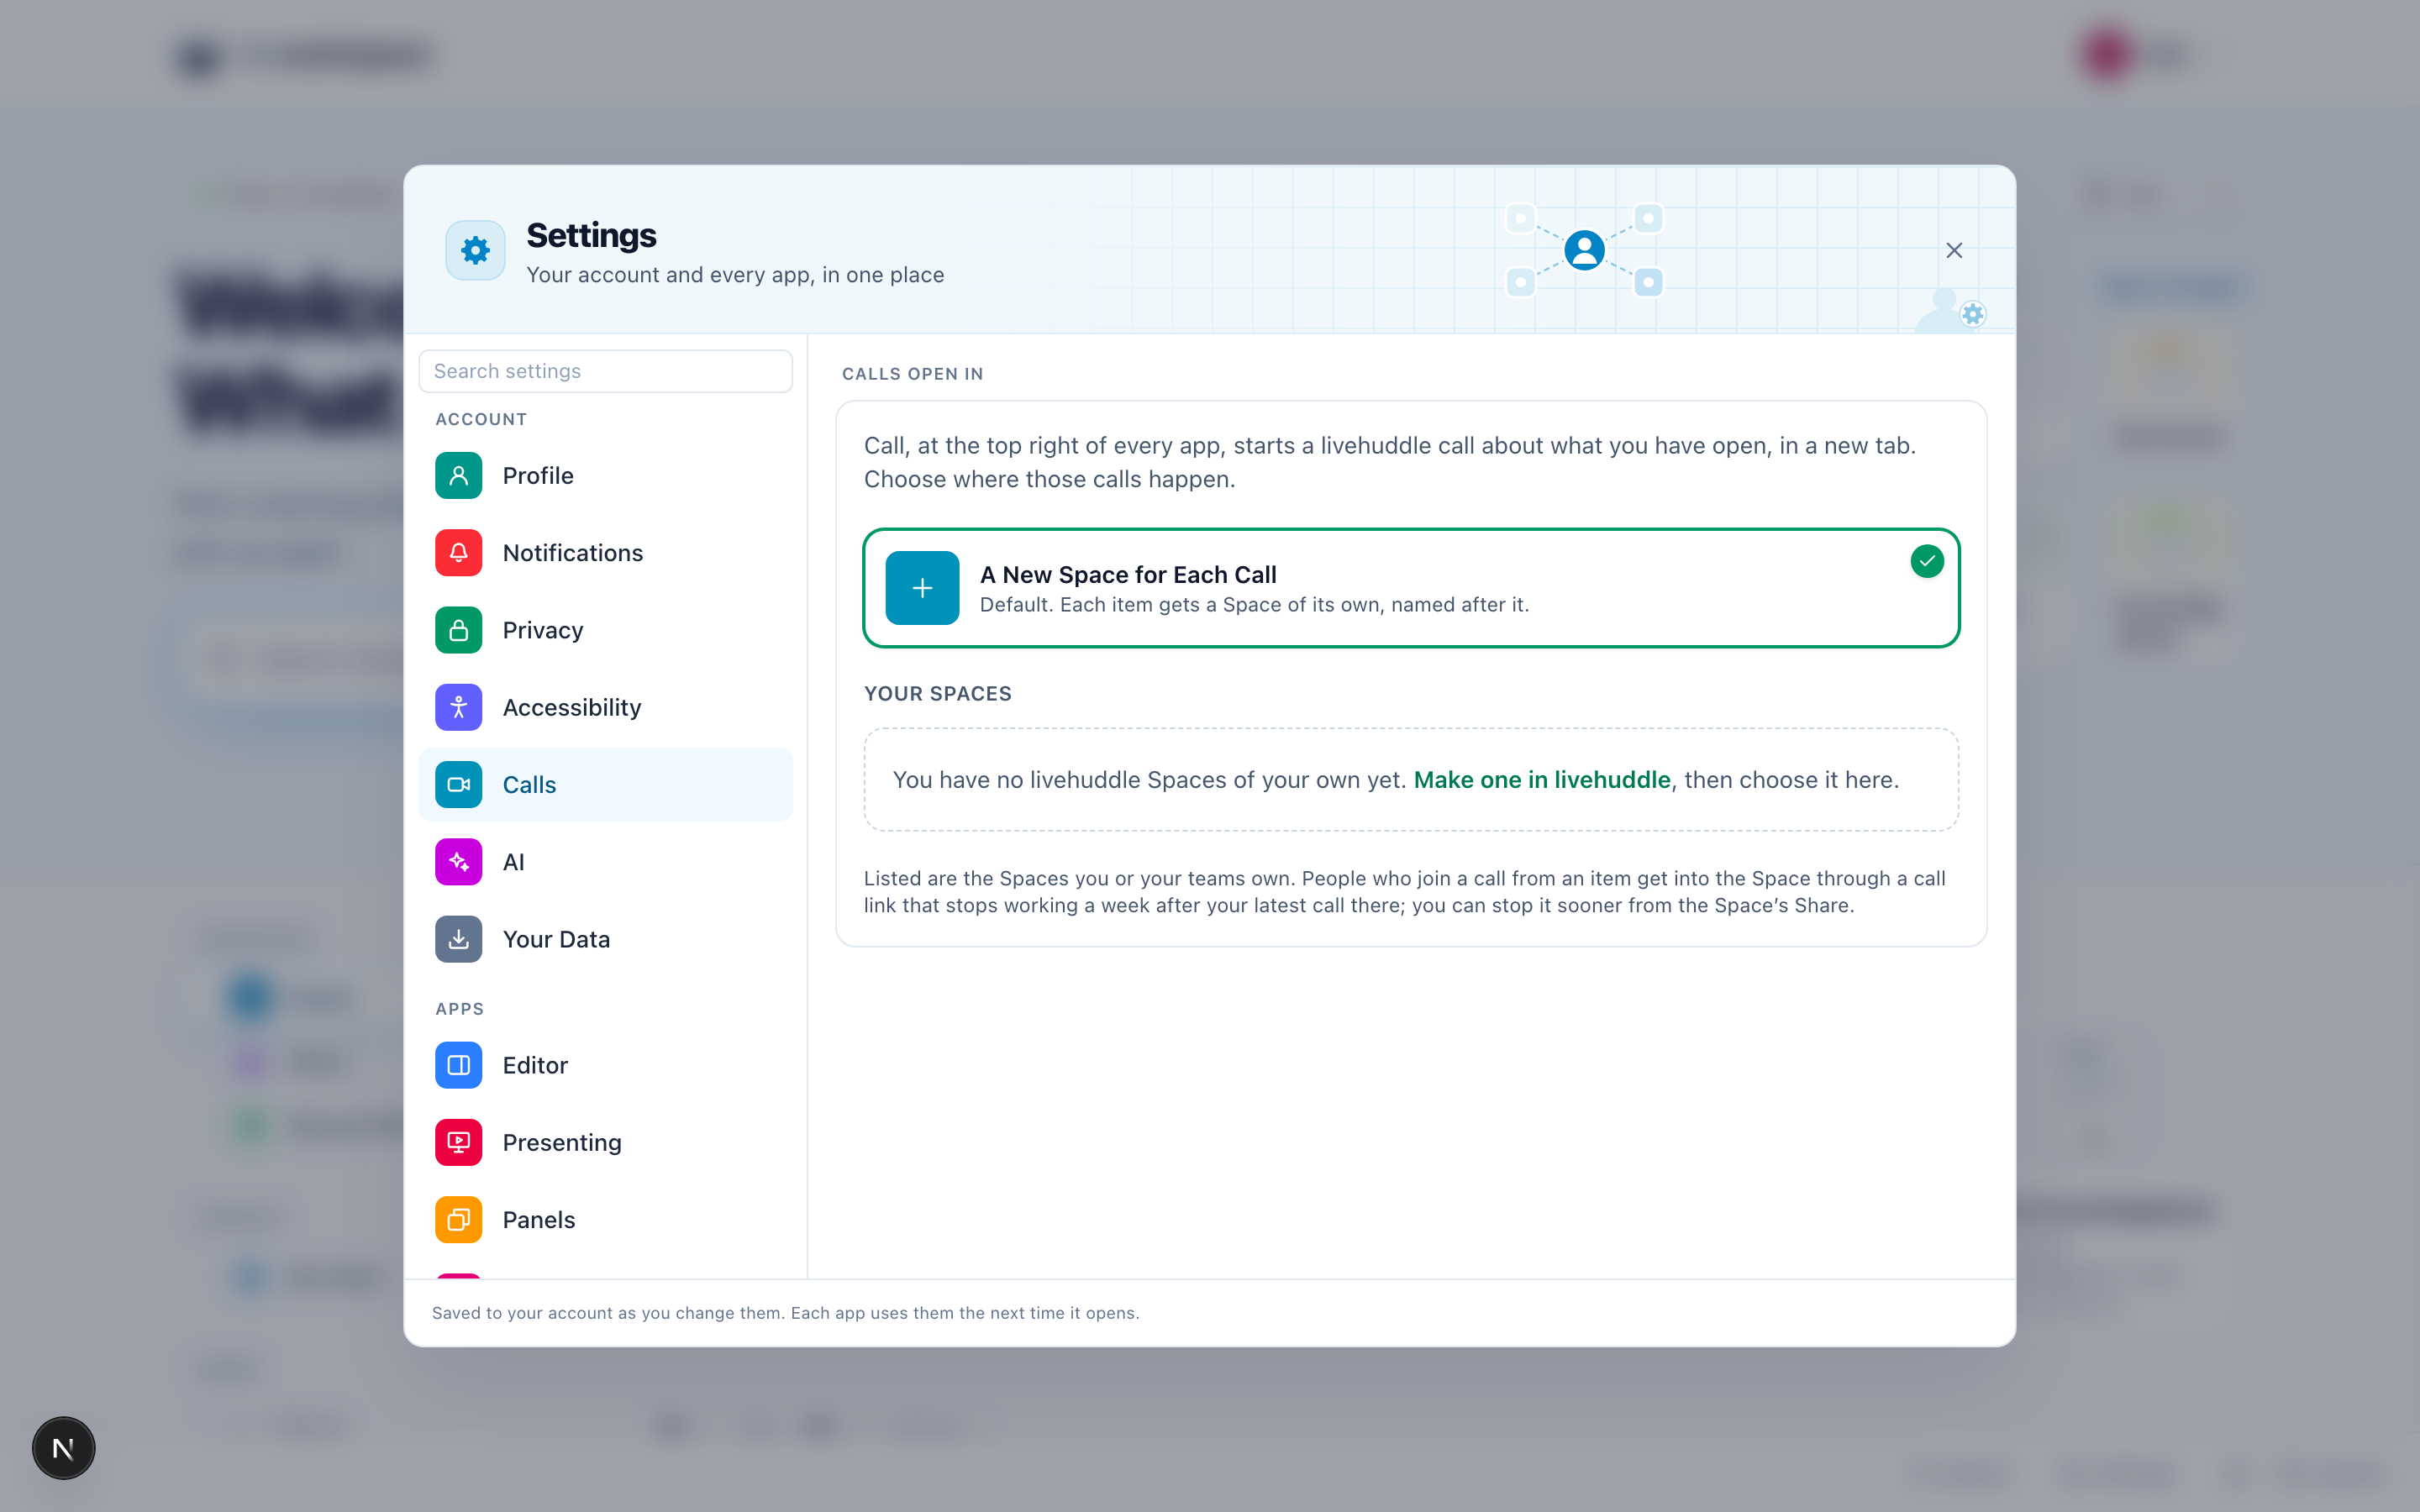 Settings
Your account and every app, in one place
Search settings
ACCOUNT
Profile
Notifications
Privacy
Accessibility
Calls
AI
Your Data
APPS
Editor
Presenting
Panels
CALLS OPEN IN
Call, at the top right of every app, starts a livehuddle call about what you have open, in a new tab.
Choose where those calls happen.
A New Space for Each Call
Default. Each item gets a Space of its own, named after it.
YOUR SPACES
You have no livehuddle Spaces of your own yet. Make one in livehuddle, then choose it here.
Listed are the Spaces you or your teams own. People who join a call from an item get into the Space through a call
link that stops working a week after your latest call there; you can stop it sooner from the Space’s Share.
Saved to your account as you change them. Each app uses them the next time it opens.
N